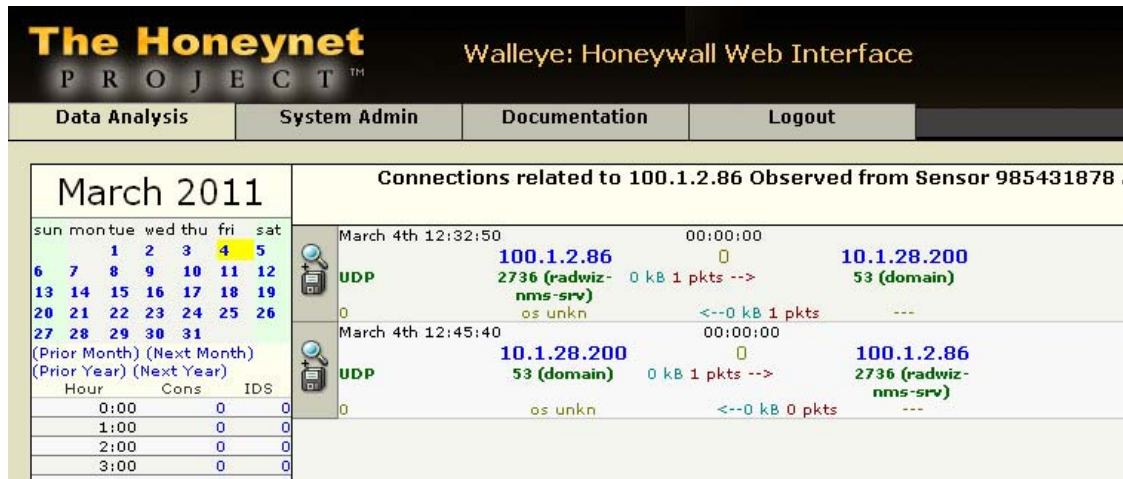 The Honeynet
PROJECT™
Walleye: Honeywall Web Interface
Data Analysis System Admin Documentation Logout
March 2011
sun mon tue wed thu fri sat
1 2 3 4 5
6 7 8 9 10 11 12
13 14 15 16 17 18 19
20 21 22 23 24 25 26
27 28 29 30 31
(Prior Month) (Next Month)
(Prior Year) (Next Year)
Hour Cons IDS
0:00 0 0
1:00 0 0
2:00 0 0
3:00 0 0
Connections related to 100.1.2.86 Observed from Sensor 985431878
March 4th 12:32:50 00:00:00
100.1.2.86 0 10.1.28.200
UDP 2736 (radwiz- 0 kB 1 pkts --> 53 (domain)
nms-srv)
0 os unkn <--0 kB 1 pkts ---
March 4th 12:45:40 00:00:00
10.1.28.200 0 100.1.2.86
UDP 53 (domain) 0 kB 1 pkts --> 2736 (radwiz-
nms-srv)
0 os unkn <--0 kB 0 pkts ---